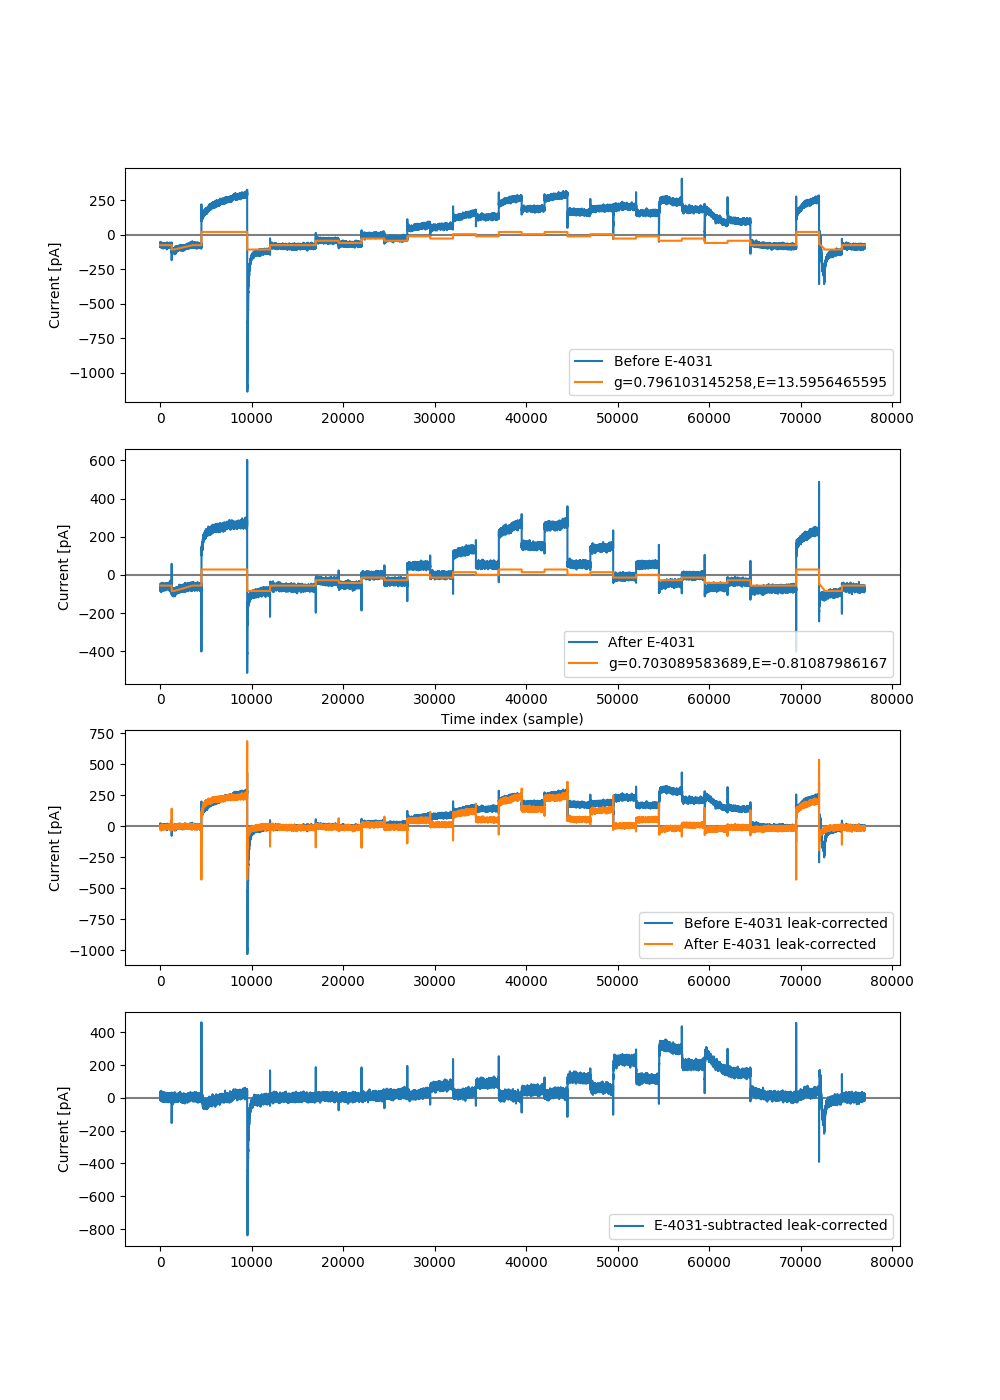 250
0
−250
−500
−750
−1000
Current [pA]
Before E-4031
g=0.796103145258,E=13.5956465595
0 10000 20000 30000 40000 50000 60000 70000 80000
600
400
200
0
−200
−400
Current [pA]
After E-4031
g=0.703089583689,E=-0.81087986167
0 10000 20000 30000 40000 50000 60000 70000 80000
Time index (sample)
750
500
250
0
−250
−500
−750
−1000
Current [pA]
Before E-4031 leak-corrected
After E-4031 leak-corrected
0 10000 20000 30000 40000 50000 60000 70000 80000
400
200
0
−200
−400
−600
−800
Current [pA]
E-4031-subtracted leak-corrected
0 10000 20000 30000 40000 50000 60000 70000 80000